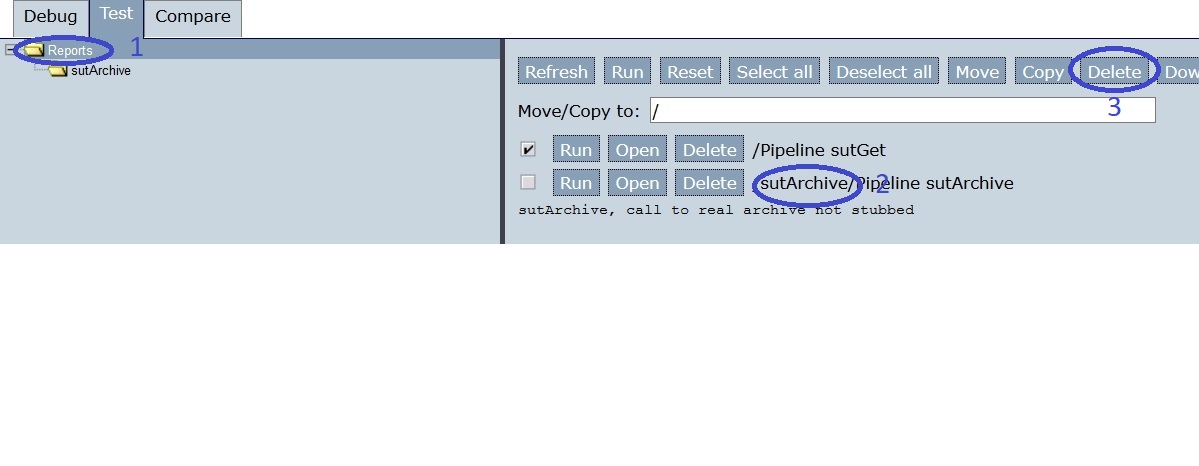 Debug Test Compare
Reports 1
sutArchive
Refresh Run Reset Select all Deselect all Move Copy Delete Dow
Move/Copy to: / 3
Run Open Delete /Pipeline sutGet
Run Open Delete /sutArchive/Pipeline sutArchive 2
sutArchive, call to real archive not stubbed